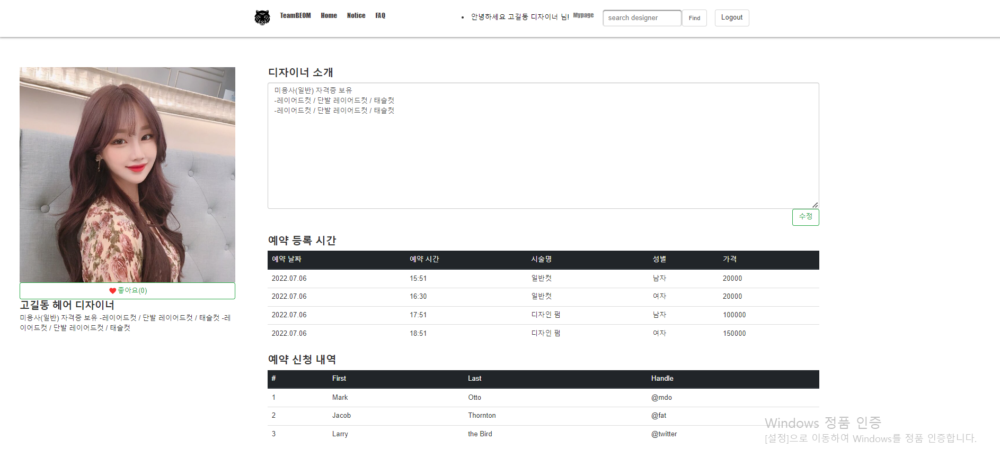 TeamBEOM Home Notice FAQ
• 안녕하세요 고길동 디자이너 님! Mypage search designer Find Logout
좋아요(0)
고길동 헤어 디자이너
미용사(일반) 자격증 보유 -레이어드컷 / 단발 레이어드컷 / 태슬컷 -레
이어드컷 / 단발 레이어드컷 / 태슬컷
디자이너 소개
미용사(일반) 자격증 보유
-레이어드컷 / 단발 레이어드컷 / 태슬컷
-레이어드컷 / 단발 레이어드컷 / 태슬컷
수정
예약 등록 시간
예약 날짜 예약 시간 시술명 성별 가격
2022.07.06 15:51 일반컷 남자 20000
2022.07.06 16:30 일반컷 여자 20000
2022.07.06 17:51 디자인 펌 남자 100000
2022.07.06 18:51 디자인 펌 여자 150000
예약 신청 내역
# First Last Handle
1 Mark Otto @mdo
2 Jacob Thornton @fat
3 Larry the Bird @twitter
Windows 정품 인증
[설정]으로 이동하여 Windows를 정품 인증합니다.